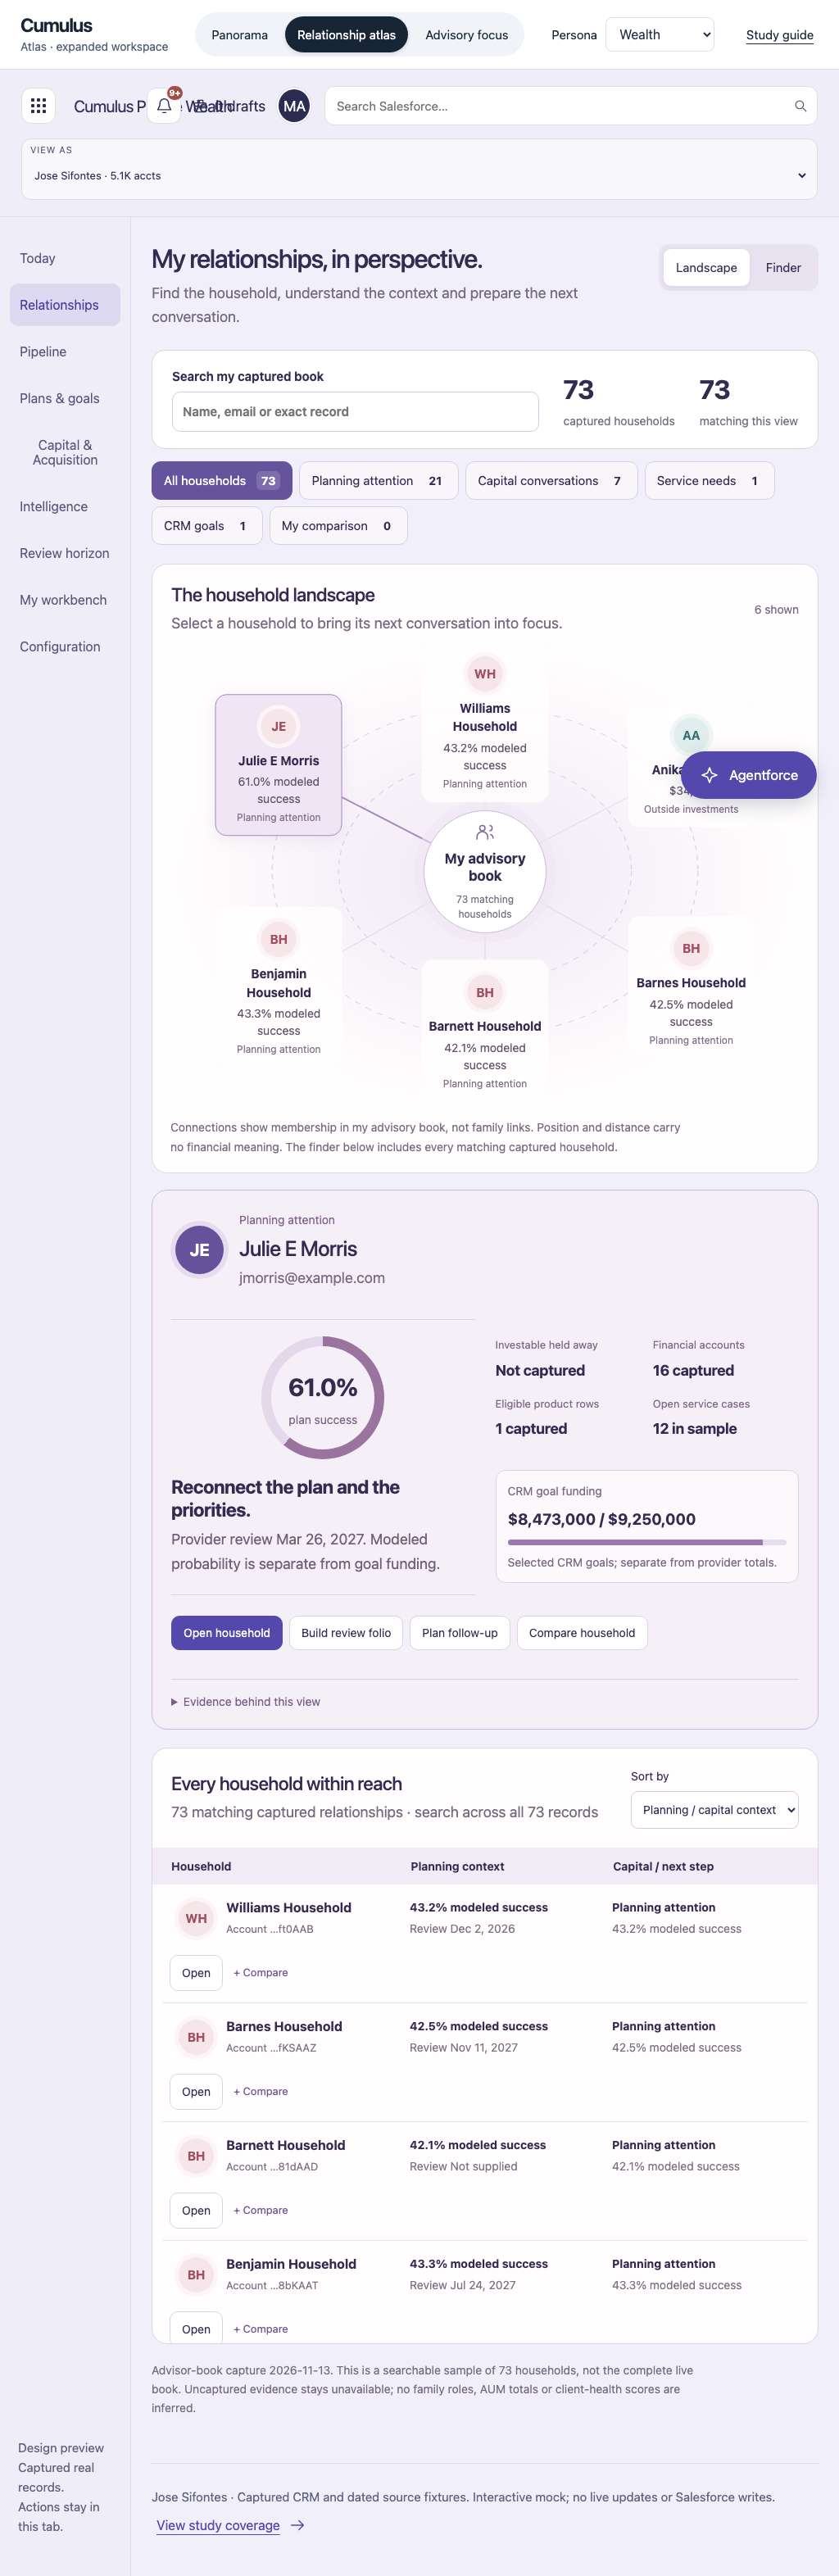 Cumulus
Atlas · expanded workspace
Panorama
Relationship atlas
Advisory focus
Persona
Wealth
Study guide
Cumulus P
Wealth
9+
drafts
MA
Search Salesforce...
VIEW AS
Jose Sifontes · 5.1K accts
Today
Relationships
Pipeline
Plans & goals
Capital &
Acquisition
Intelligence
Review horizon
My workbench
Configuration
My relationships, in perspective.
Find the household, understand the context and prepare the next
conversation.
Landscape
Finder
Search my captured book
Name, email or exact record
73
captured households
73
matching this view
All households 73
Planning attention 21
Capital conversations 7
Service needs 1
CRM goals 1
My comparison 0
The household landscape
Select a household to bring its next conversation into focus.
6 shown
WH
Williams
Household
43.2% modeled
success
Planning attention
JE
Julie E Morris
61.0% modeled
success
Planning attention
AA
Anika
$34
Outside investments
Agentforce
My advisory
book
73 matching
households
BH
Benjamin
Household
43.3% modeled
success
Planning attention
BH
Barnett Household
42.1% modeled
success
Planning attention
BH
Barnes Household
42.5% modeled
success
Planning attention
Connections show membership in my advisory book, not family links. Position and distance carry
no financial meaning. The finder below includes every matching captured household.
JE
Planning attention
Julie E Morris
jmorris@example.com
61.0%
plan success
Reconnect the plan and the
priorities.
Provider review Mar 26, 2027. Modeled
probability is separate from goal funding.
Investable held away
Not captured
Financial accounts
16 captured
Eligible product rows
1 captured
Open service cases
12 in sample
CRM goal funding
$8,473,000 / $9,250,000
Selected CRM goals; separate from provider totals.
Open household
Build review folio
Plan follow-up
Compare household
Evidence behind this view
Every household within reach
73 matching captured relationships · search across all 73 records
Sort by
Planning / capital context
Household
Planning context
Capital / next step
WH
Williams Household
Account …ft0AAB
43.2% modeled success
Review Dec 2, 2026
Planning attention
43.2% modeled success
Open
+ Compare
BH
Barnes Household
Account …fKSAAZ
42.5% modeled success
Review Nov 11, 2027
Planning attention
42.5% modeled success
Open
+ Compare
BH
Barnett Household
Account …81dAAD
42.1% modeled success
Review Not supplied
Planning attention
42.1% modeled success
Open
+ Compare
BH
Benjamin Household
Account …8bKAAT
43.3% modeled success
Review Jul 24, 2027
Planning attention
43.3% modeled success
Open
+ Compare
Advisor-book capture 2026-11-13. This is a searchable sample of 73 households, not the complete live
book. Uncaptured evidence stays unavailable; no family roles, AUM totals or client-health scores are
inferred.
Design preview
Captured real
records.
Actions stay in
this tab.
Jose Sifontes · Captured CRM and dated source fixtures. Interactive mock; no live updates or Salesforce writes.
View study coverage →